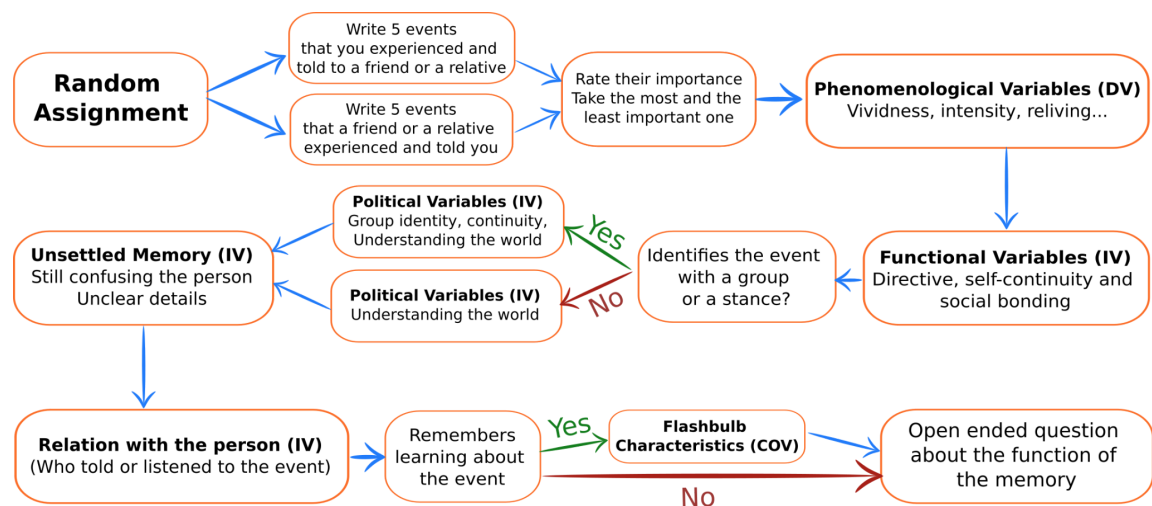 Random
Assignment
Write 5 events
that you experienced and
told to a friend or a relative
Write 5 events
that a friend or a relative
experienced and told you
Rate their importance
Take the most and the
least important one
Phenomenological Variables (DV)
Vividness, intensity, reliving...
Functional Variables (IV)
Directive, self-continuity and
social bonding
Identifies the event
with a group
or a stance?
Yes
No
Political Variables (IV)
Group identity, continuity,
Understanding the world
Political Variables (IV)
Understanding the world
Unsettled Memory (IV)
Still confusing the person
Unclear details
Relation with the person (IV)
(Who told or listened to the event)
Remembers
learning about
the event
Yes
No
Flashbulb
Characteristics (COV)
Open ended question
about the function of
the memory